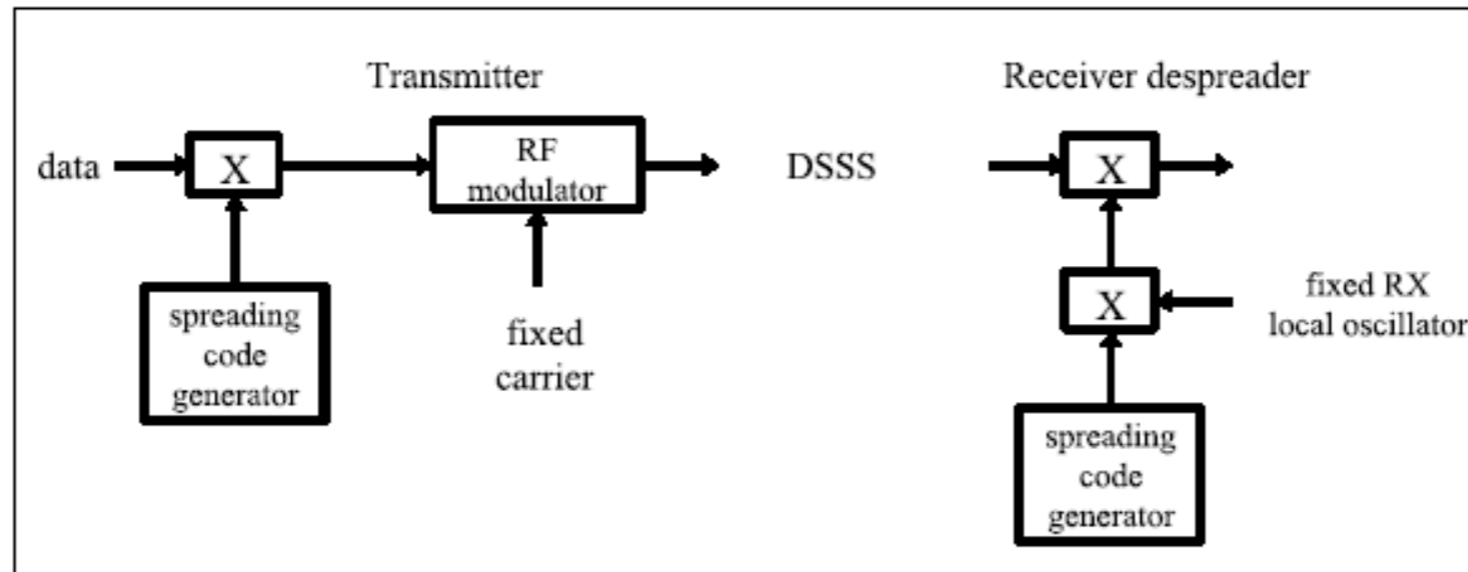 Transmitter
Receiver despreader
data
X
RF
modulator
DSSS
X
spreading
code
generator
fixed
carrier
X
fixed RX
local oscillator
spreading
code
generator